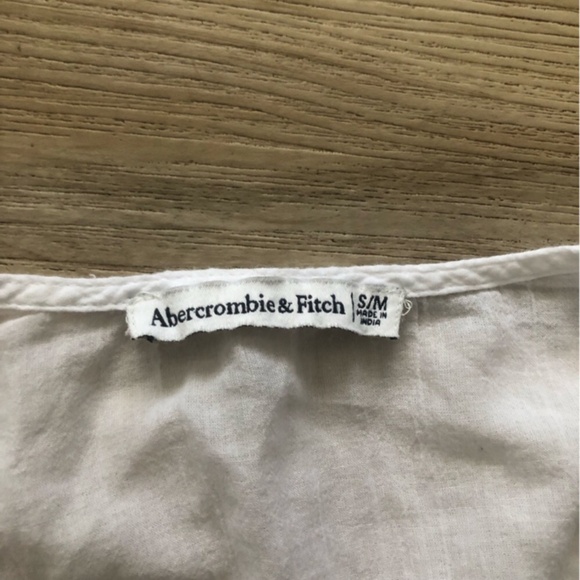 Abercrombie & Fitch
S/M
MADE IN
INDIA